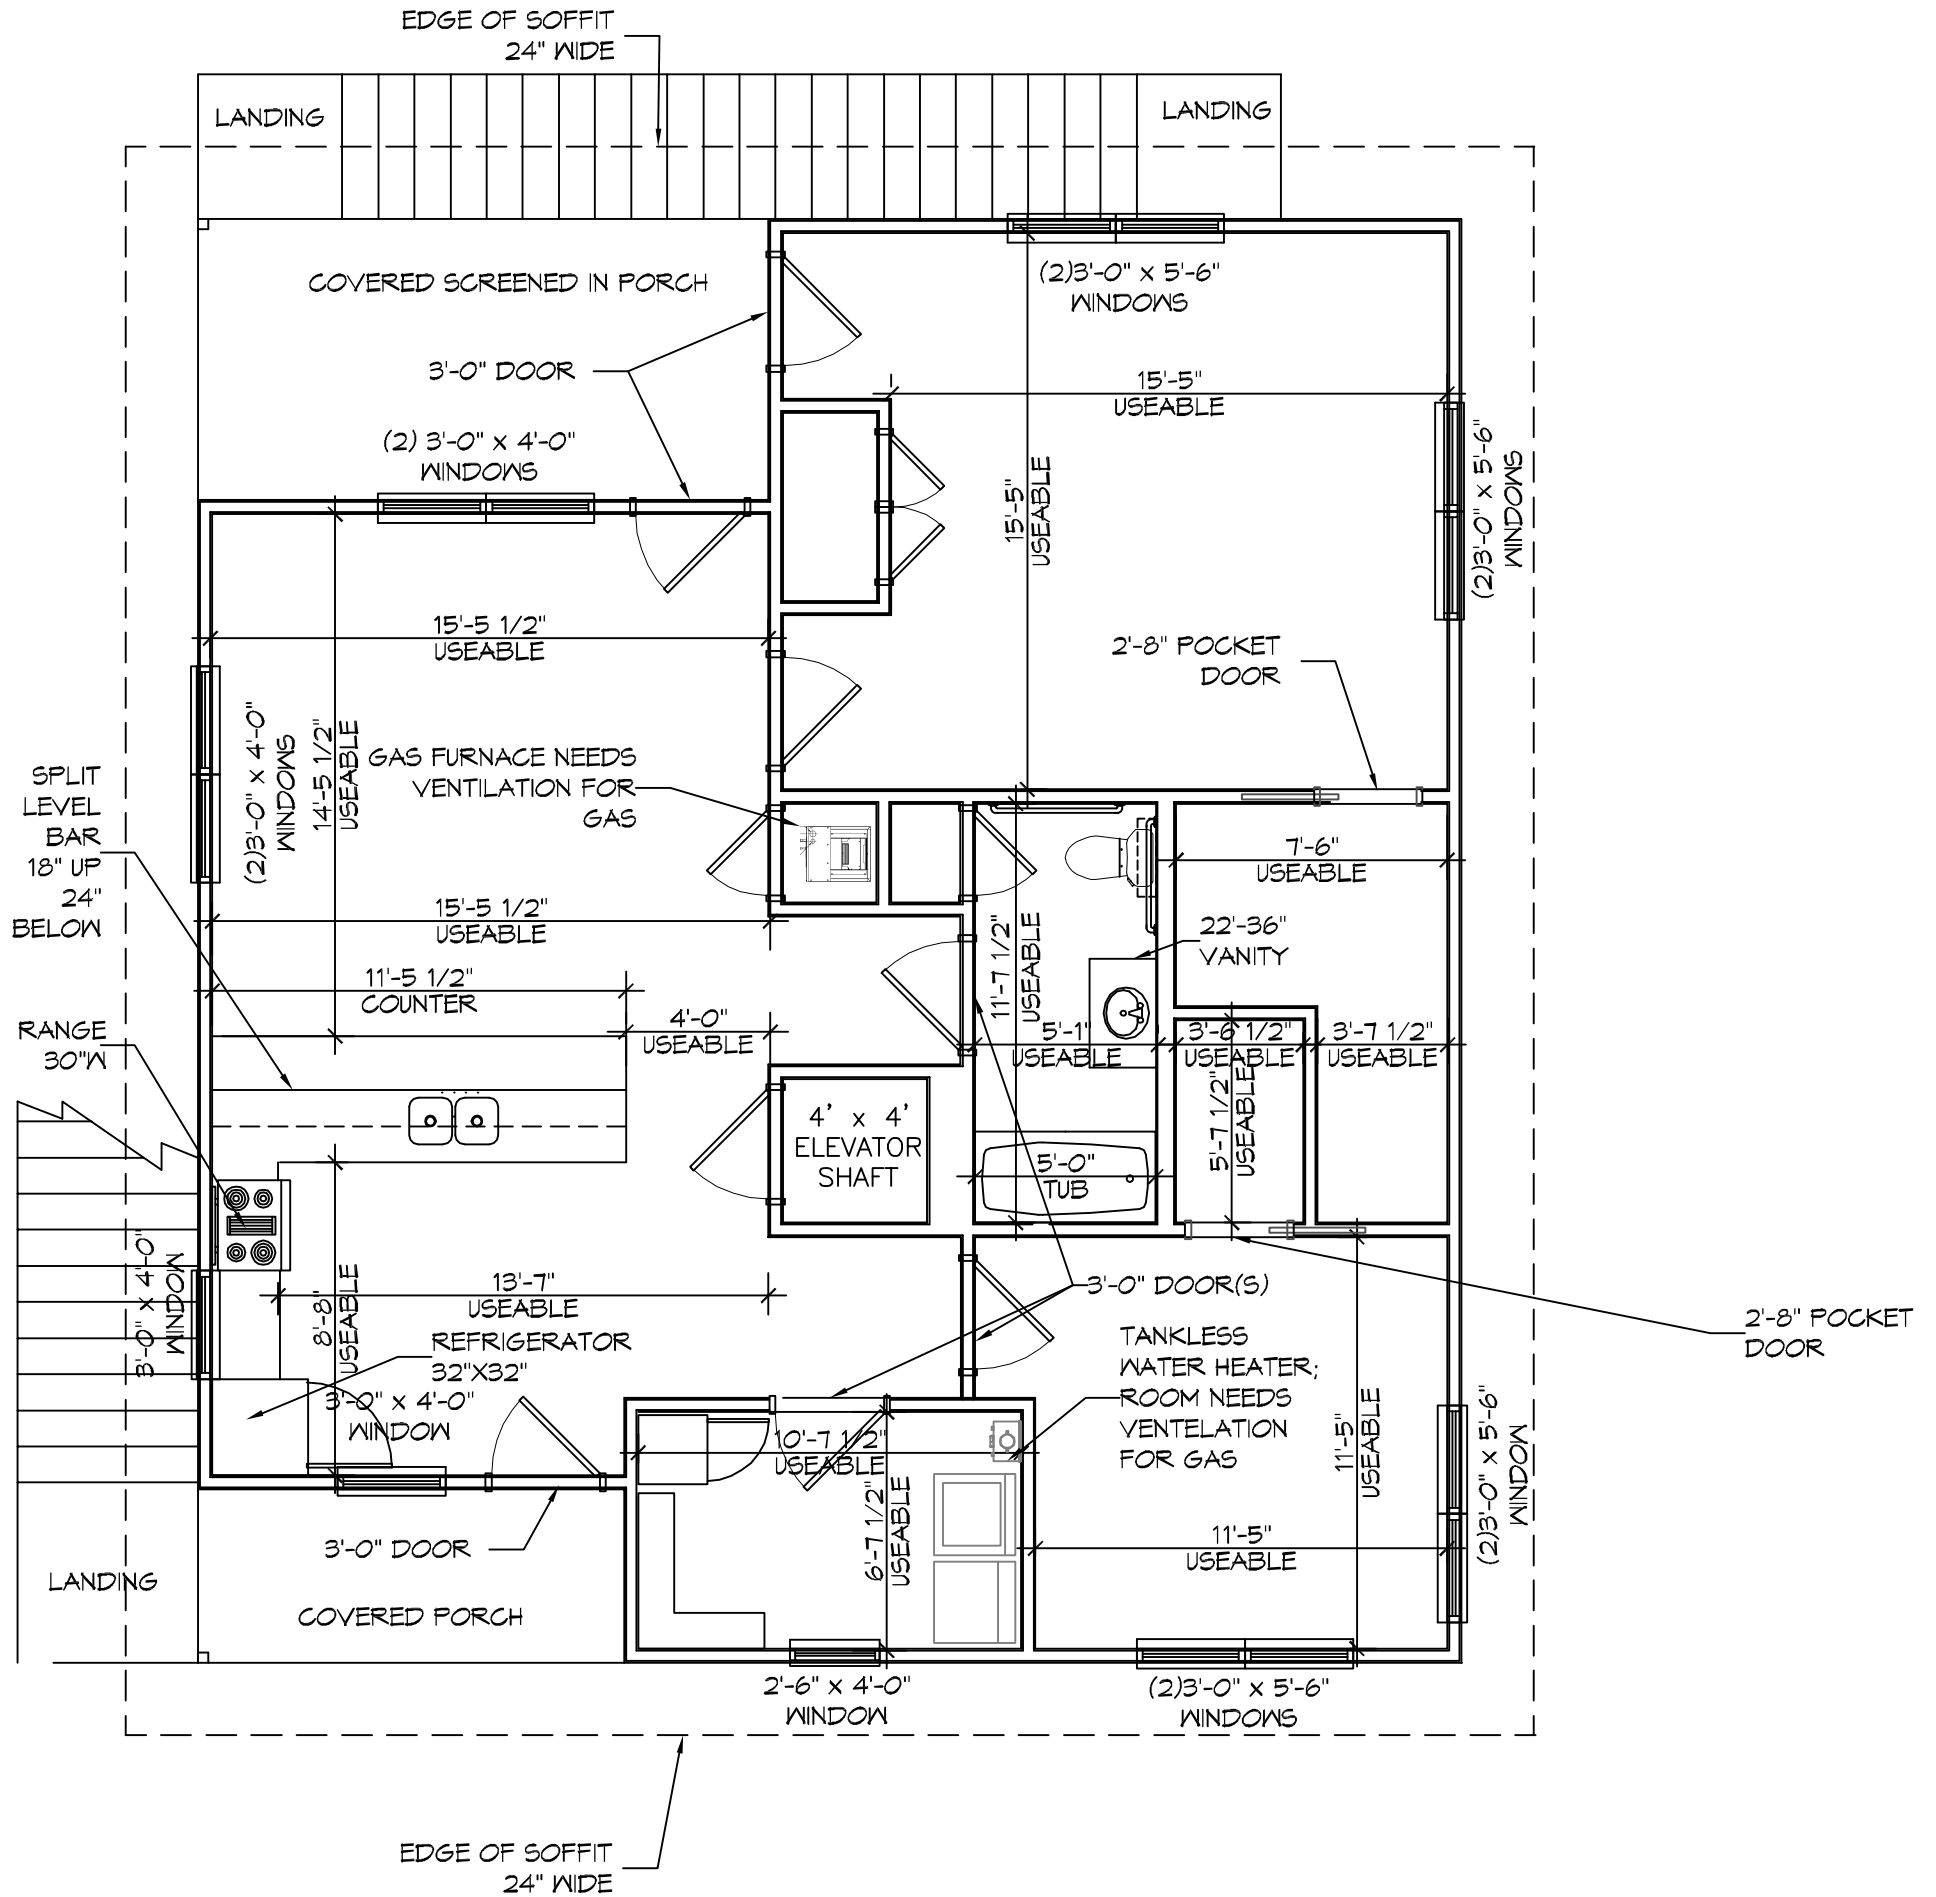 EDGE OF SOFFIT
24" WIDE
LANDING
LANDING
COVERED SCREENED IN PORCH
(2)3'-0" x 5'-6"
WINDOWS
3'-0" DOOR
15'-5"
USEABLE
(2) 3'-0" x 4'-0"
WINDOWS
(2)3'-0" x 5'-6"
WINDOWS
15'-5"
USEABLE
15'-5 1/2"
USEABLE
2'-8" POCKET
DOOR
(2)3'-0" x 4'-0"
WINDOWS
14'-5 1/2"
USEABLE
GAS FURNACE NEEDS
VENTILATION FOR
GAS
SPLIT
LEVEL
BAR
18" UP
24"
BELOW
7'-6"
USEABLE
15'-5 1/2"
USEABLE
11'-7 1/2"
USEABLE
22'-36"
VANITY
11'-5 1/2"
COUNTER
RANGE
30"W
4'-0"
USEABLE
5'-1"
USEABLE
3'-6 1/2"
USEABLE
3'-7 1/2"
USEABLE
4' x 4'
ELEVATOR
SHAFT
5'-7 1/2"
USEABLE
5'-0"
TUB
3'-0" x 4'-0"
WINDOW
13'-7"
USEABLE
8'-8"
USEABLE
3'-0" DOOR(S)
REFRIGERATOR
32"X32"
3'-0" x 4'-0"
WINDOW
TANKLESS
WATER HEATER;
ROOM NEEDS
VENTELATION
FOR GAS
2'-8" POCKET
DOOR
10'-7 1/2"
USEABLE
11'-5"
USEABLE
(2)3'-0" x 5'-6"
WINDOW
6'-7 1/2"
USEABLE
3'-0" DOOR
11'-5"
USEABLE
LANDING
COVERED PORCH
2'-6" x 4'-0"
WINDOW
(2)3'-0" x 5'-6"
WINDOWS
EDGE OF SOFFIT
24" WIDE